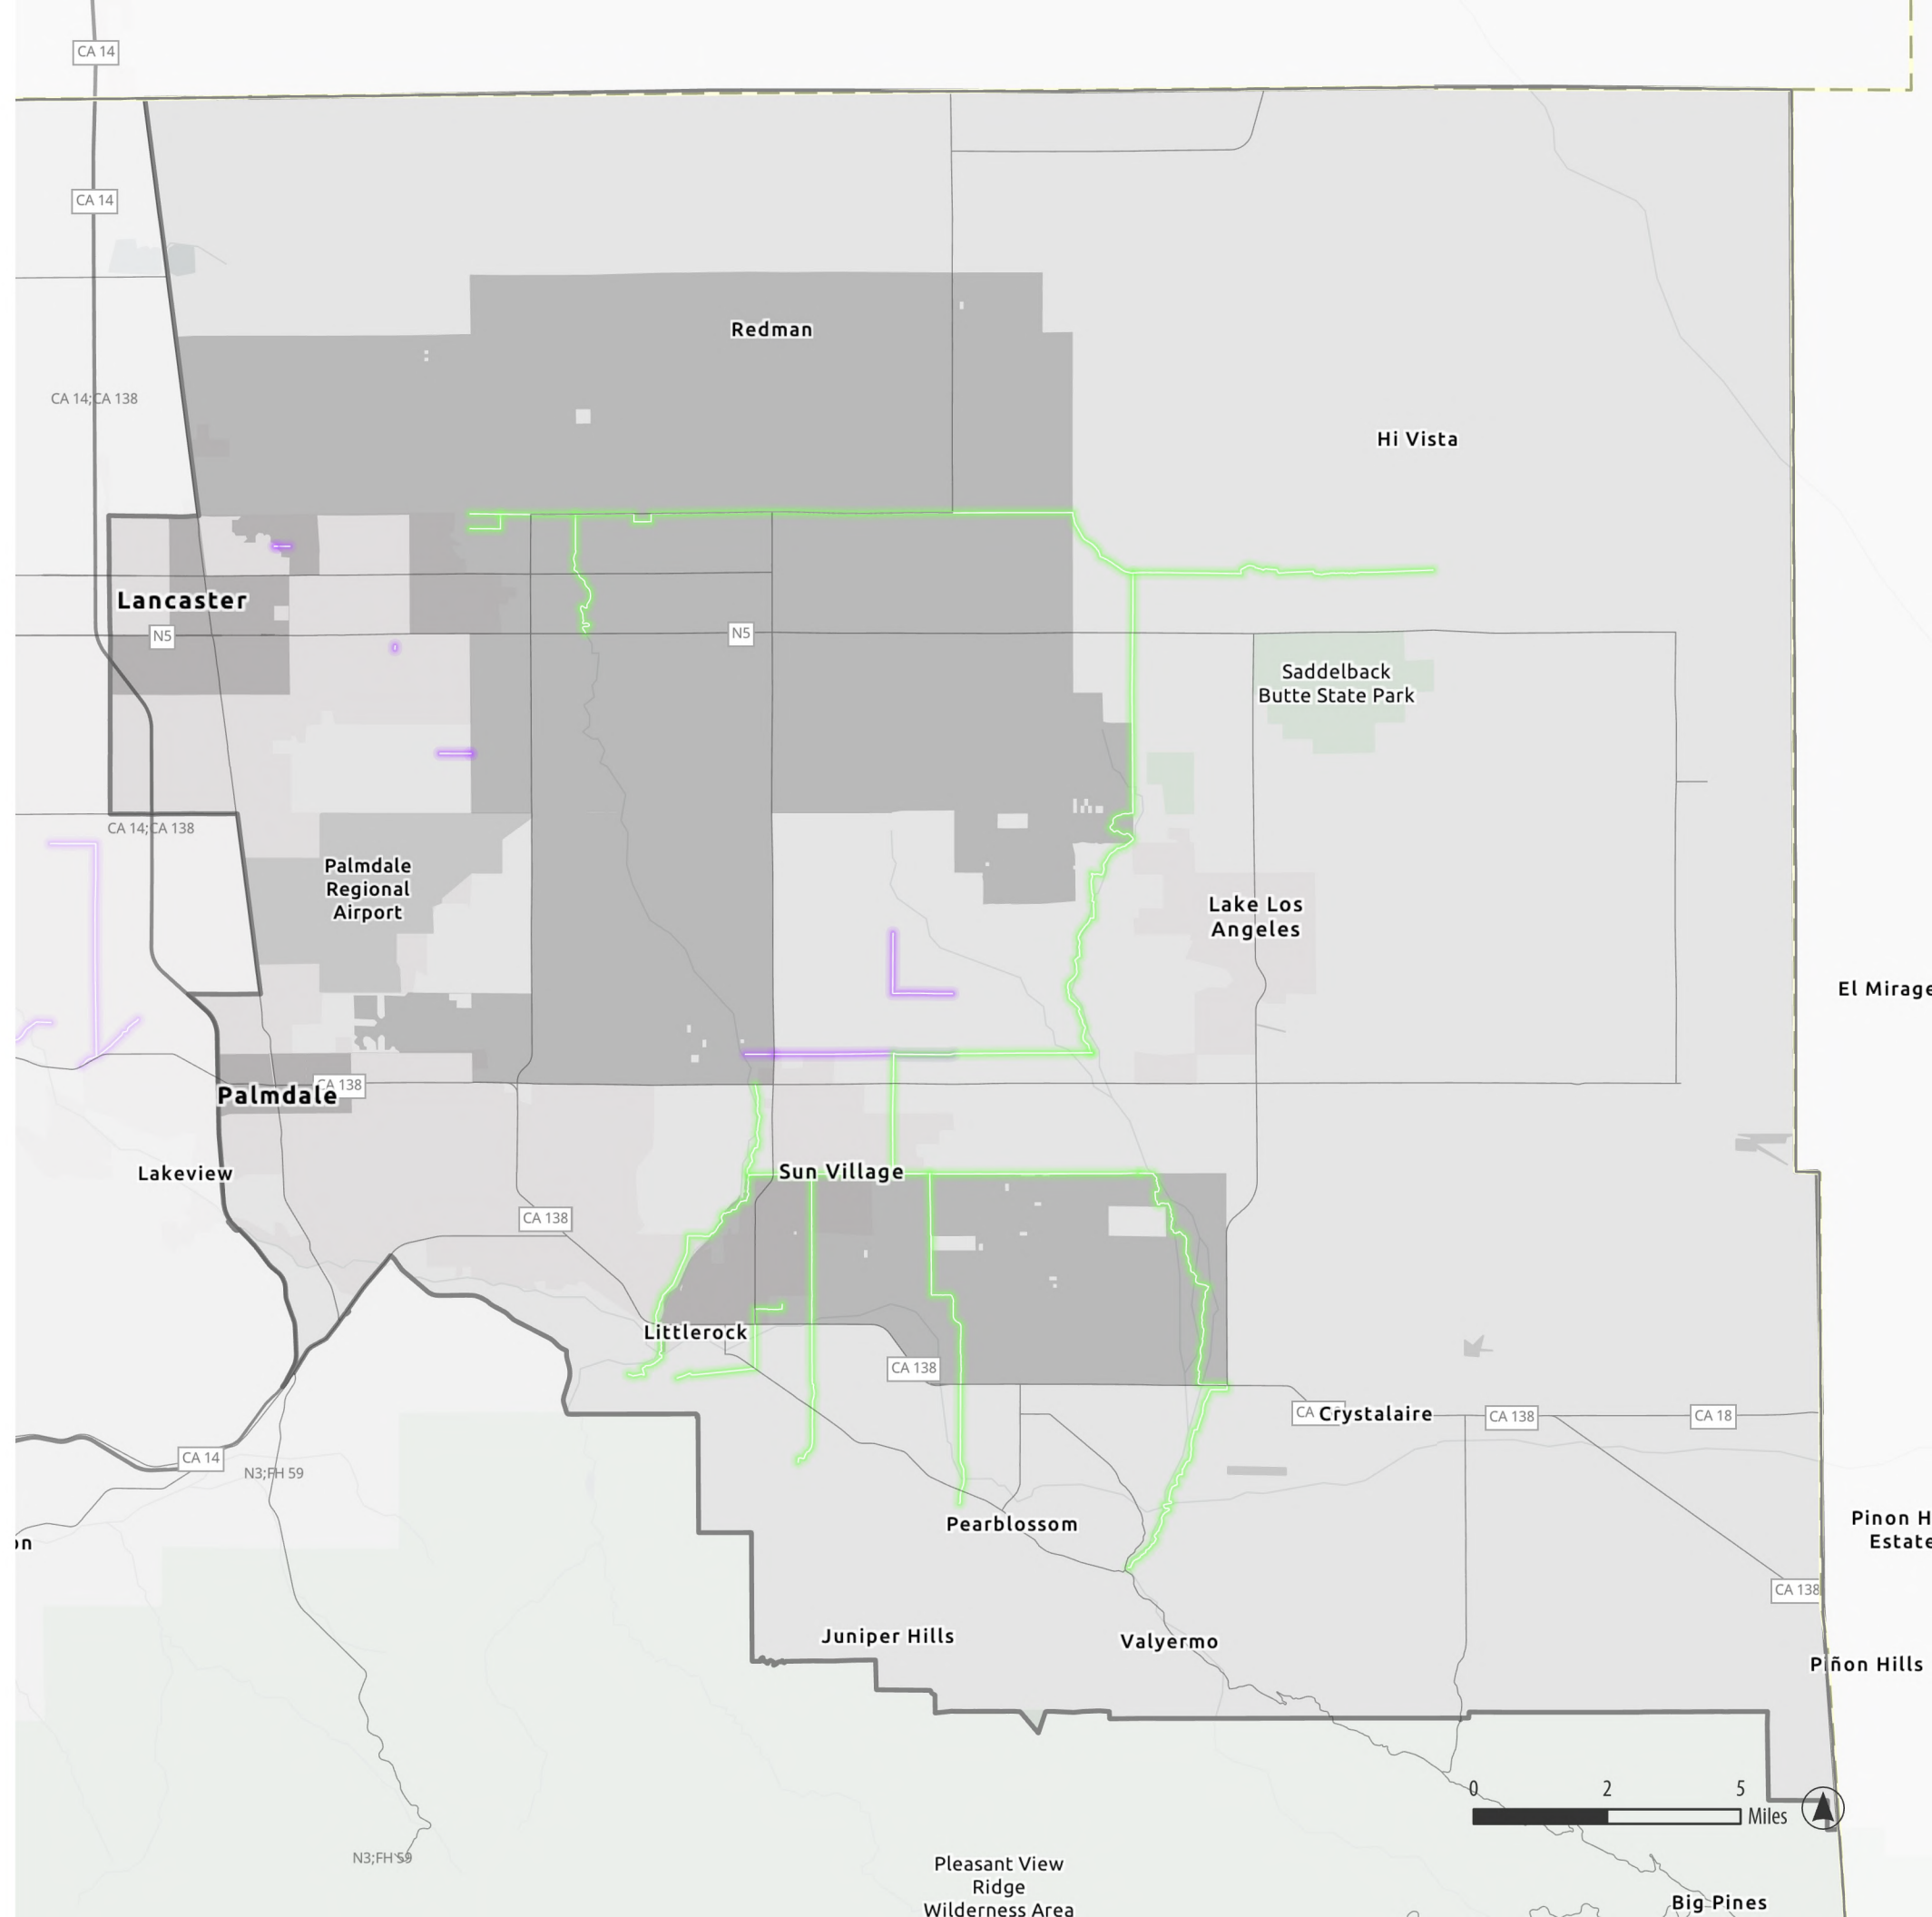 CA 14
CA 14
Redman
CA 14;CA 138
Hi Vista
Lancaster
N5
N5
Saddelback
Butte State Park
CA 14;CA 138
Palmdale
Regional
Airport
Lake Los
Angeles
El Mirage
CA 138
Palmdale
Lakeview
Sun Village
CA 138
Littlerock
CA 138
CA
Crystalaire
CA 138
CA 18
CA 14
N3;FH 59
Pearblossom
on
Pinon H
Estate
CA 138
Juniper Hills
Valyermo
Piñon Hills
0 2 5
Miles
N3;FH 59
Pleasant View
Ridge
Wilderness Area
Big Pines